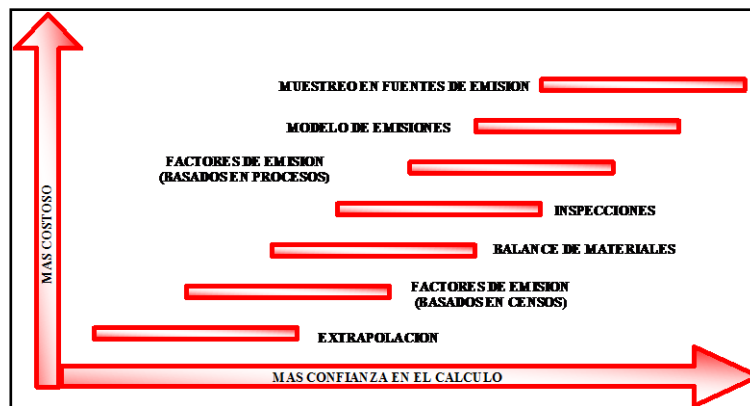 MUESTREO EN FUENTES DE EMISION
MODELO DE EMISIONES
FACTORES DE EMISION
(BASADOS EN PROCESOS)
INSPECCIONES
BALANCE DE MATERIALES
FACTORES DE EMISION
(BASADOS EN CENSOS)
EXTRAPOLACION
MAS COSTOSO
MAS CONFIANZA EN EL CALCULO